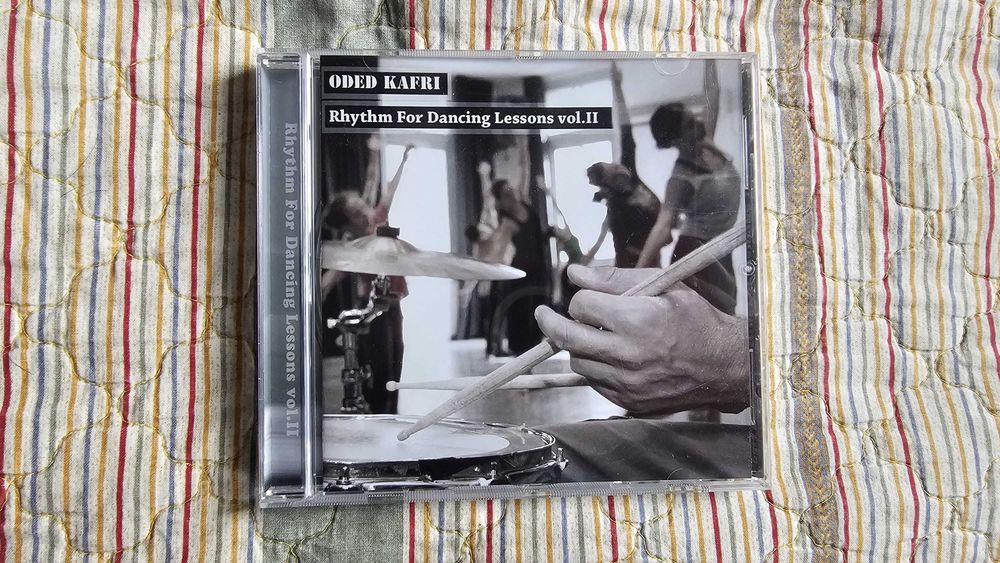 ODED KAFRI
Rhythm For Dancing Lessons vol.II
Rhythm For Dancing Lessons vol.II